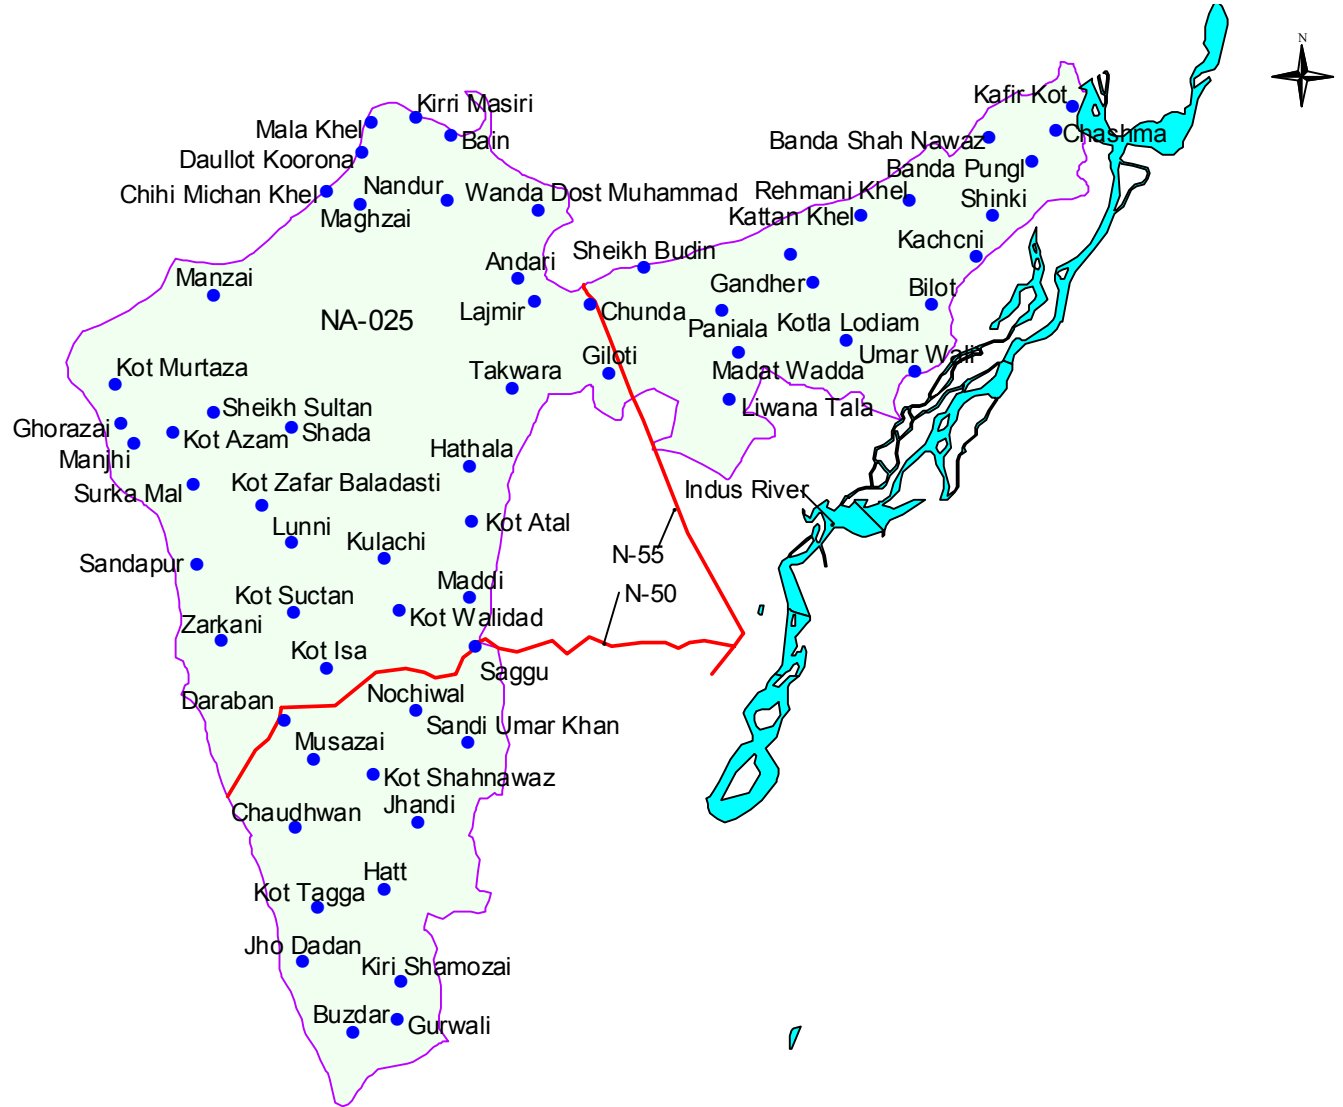 N
Kafir Kot
Kirri Masiri
Mala Khel
Bain
Chashma
Banda Shah Nawaz
Daullot Koorona
Banda Pungl
Nandur
Wanda Dost Muhammad
Rehmani Khel
Chihi Michan Khel
Shinki
Maghzai
Kattan Khel
Kachcni
Sheikh Budin
Andari
Manzai
Gandher
Bilot
Lajmir
Chunda
NA-025
Paniala
Kotla Lodiam
Giloti
Umar Wali
Kot Murtaza
Takwara
Madat Wadda
Sheikh Sultan
Liwana Tala
Ghorazai
Kot Azam
Shada
Manjhi
Hathala
Kot Zafar Baladasti
Surka Mal
Indus River
Lunni
Kot Atal
Kulachi
N-55
Sandapur
Maddi
N-50
Kot Suctan
Kot Walidad
Zarkani
Kot Isa
Saggu
Daraban
Nochiwal
Sandi Umar Khan
Musazai
Kot Shahnawaz
Jhandi
Chaudhwan
Hatt
Kot Tagga
Jho Dadan
Kiri Shamozai
Buzdar
Gurwali